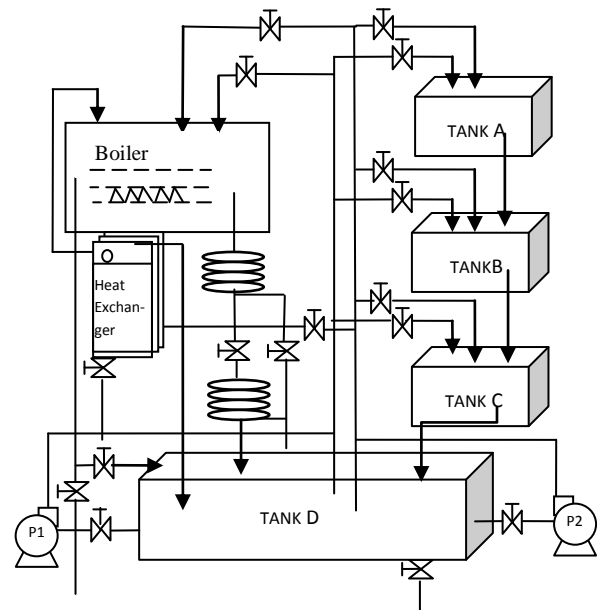 TANK A
Boiler
TANKB
Heat
Exchan-
ger
TANK C
TANK D
P1
P2